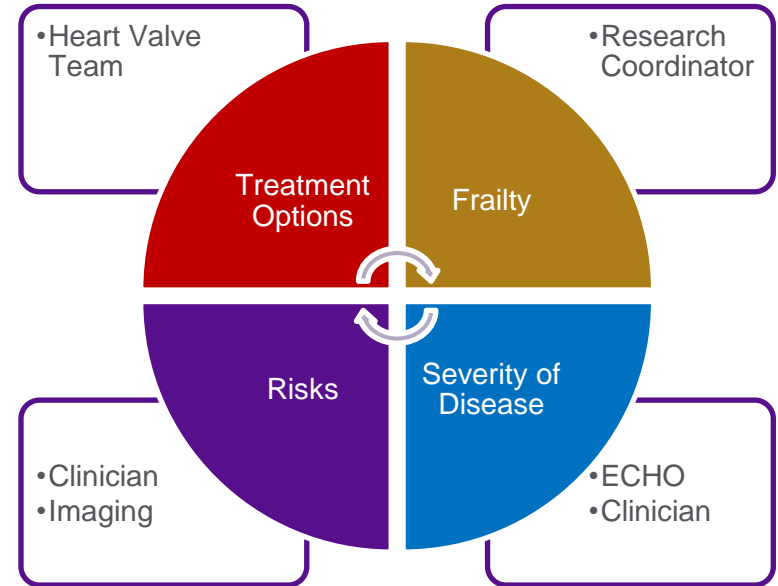 •Heart Valve
Team
•Research
Coordinator
Treatment
Options
Frailty
Risks
Severity of
Disease
•Clinician
•Imaging
•ECHO
•Clinician